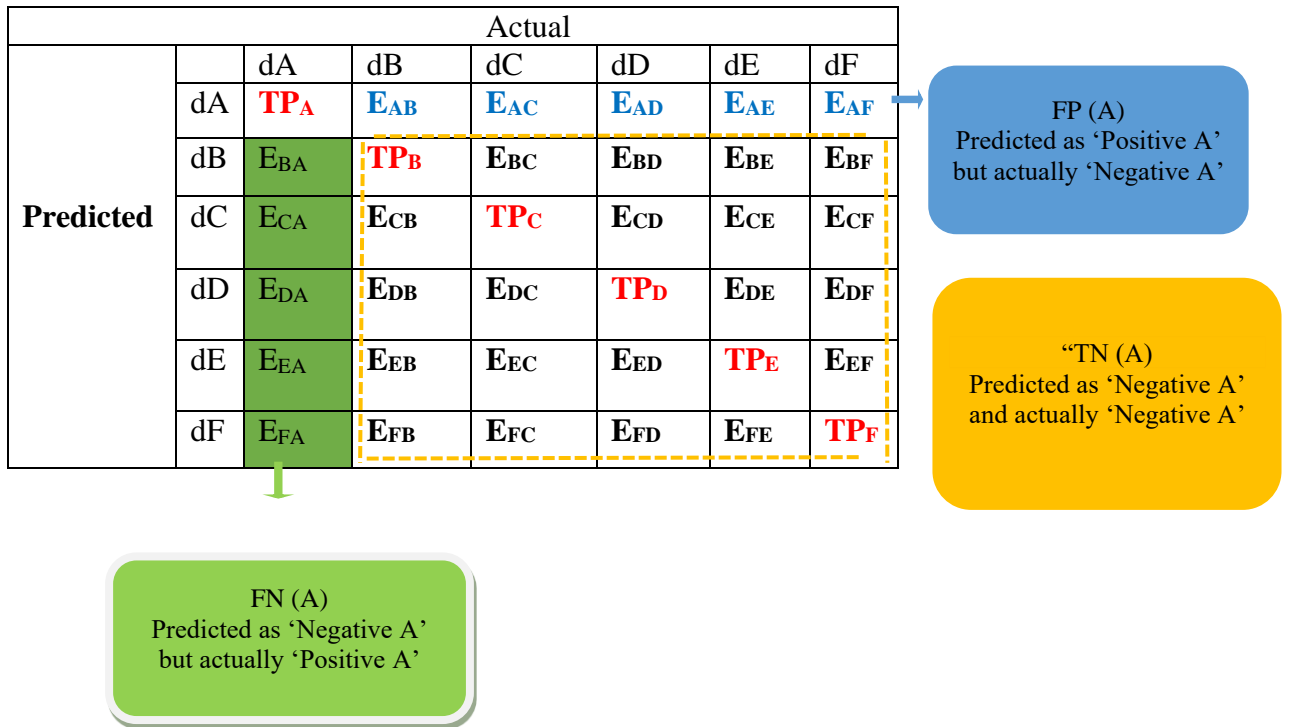 Actual
dA dB dC dD dE dF
dA TPA EAB EAC EAD EAE EAF
dB EBA TPB EBC EBD EBE EBF
Predicted dC ECA ECB TPC ECD ECE ECF
dD EDA EDB EDC TPD EDE EDF
dE EEA EEB EEC EED TPE EEF
dF EFA EFB EFC EFD EFE TPF
FP (A)
Predicted as ‘Positive A’
but actually ‘Negative A’
“TN (A)
Predicted as ‘Negative A’
and actually ‘Negative A’
FN (A)
Predicted as ‘Negative A’
but actually ‘Positive A’